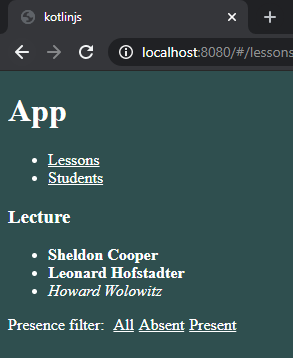 kotlinjs
localhost:8080/#/lessons
App
Lessons
Students
Lecture
Sheldon Cooper
Leonard Hofstadter
Howard Wolowitz
Presence filter: All Absent Present